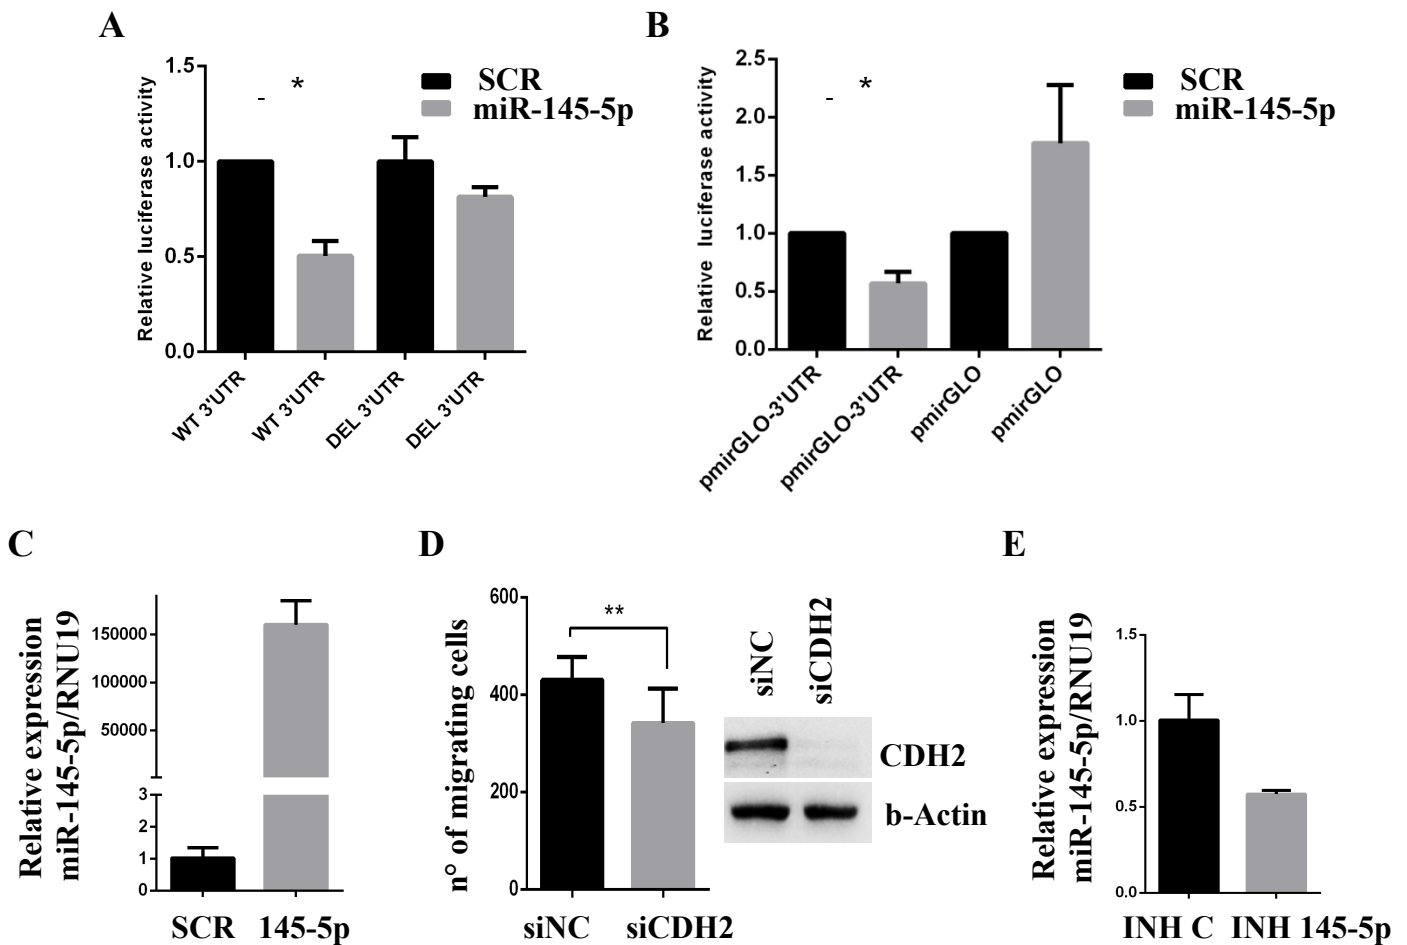 A
Relative luciferase activity
1.5
1.0
0.5
0.0
- *
SCR
miR-145-5p
WT 3'UTR
WT 3'UTR
DEL 3'UTR
DEL 3'UTR
B
Relative luciferase activity
2.5
2.0
1.5
1.0
0.5
0.0
- *
SCR
miR-145-5p
pmirGLO-3'UTR
pmirGLO-3'UTR
pmirGLO
pmirGLO
C
Relative expression
miR-145-5p/RNU19
150000
100000
50000
3
2
1
0
SCR
145-5p
D
n° of migrating cells
600
400
200
0
**
siNC
siCDH2
siNC
siCDH2
CDH2
b-Actin
E
Relative expression
miR-145-5p/RNU19
1.5
1.0
0.5
0.0
INH C
INH 145-5p